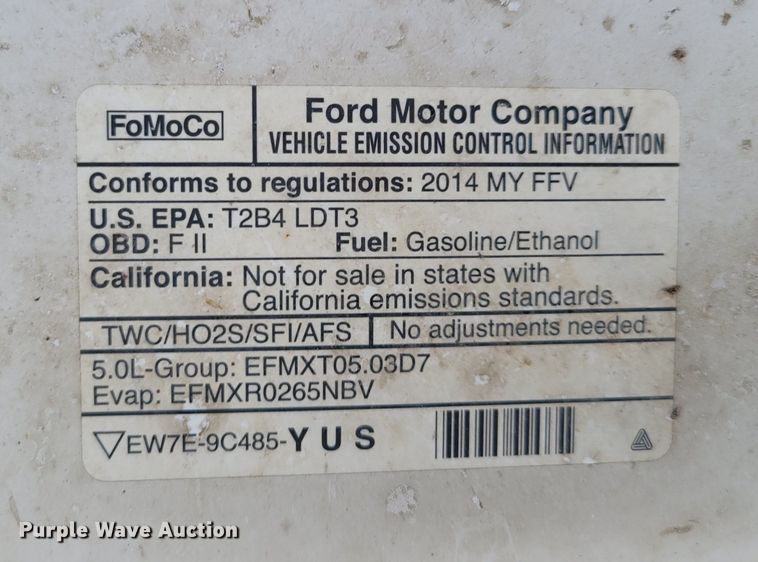 FoMoCo
Ford Motor Company
VEHICLE EMISSION CONTROL INFORMATION
Conforms to regulations: 2014 MY FFV
U.S. EPA: T2B4 LDT3
OBD: F II Fuel: Gasoline/Ethanol
California: Not for sale in states with
California emissions standards.
TWC/HO2S/SFI/AFS No adjustments needed.
5.0L-Group: EFMXT05.03D7
Evap: EFMXR0265NBV
EW7E-9C485-Y U S
Purple Wave Auction